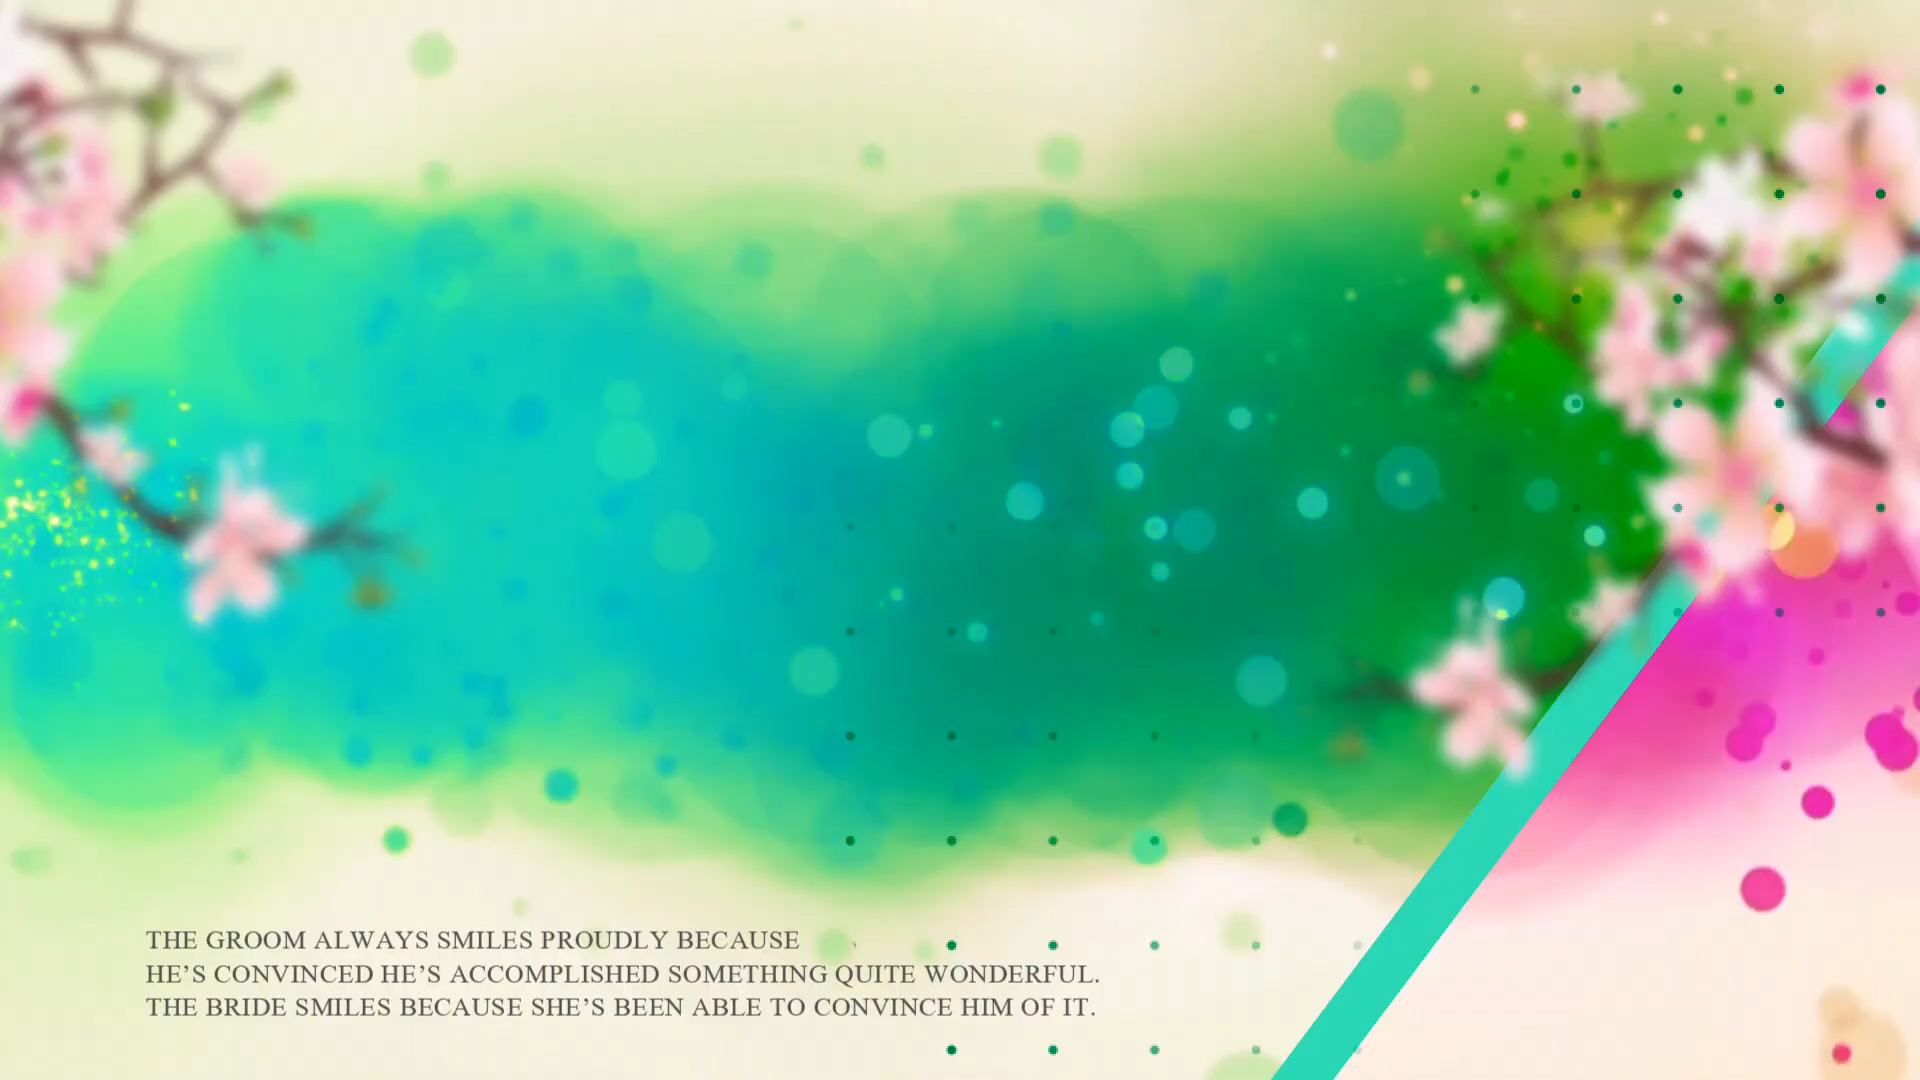 THE GROOM ALWAYS SMILES PROUDLY BECAUSE
HE’S CONVINCED HE’S ACCOMPLISHED SOMETHING QUITE WONDERFUL.
THE BRIDE SMILES BECAUSE SHE’S BEEN ABLE TO CONVINCE HIM OF IT.